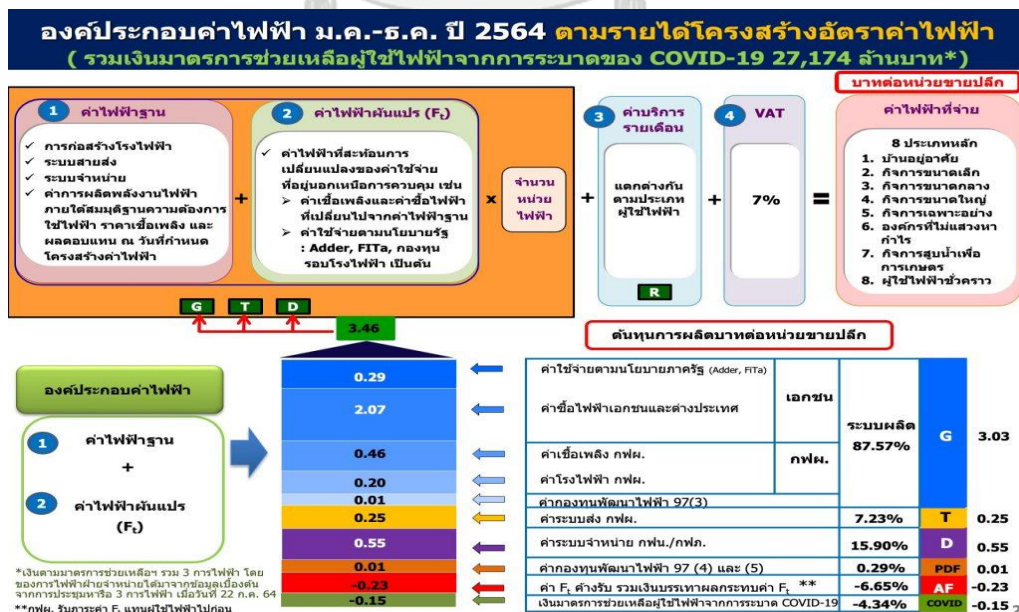 องค์ประกอบค่าไฟฟ้า ม.ค.-ธ.ค. ปี 2564 ตามรายได้โครงสร้างอัตราค่าไฟฟ้า
( รวมเงินมาตรการช่วยเหลือผู้ใช้ไฟฟ้าจากการระบาดของ COVID-19 27,174 ล้านบาท*)
บาทต่อหน่วยขายปลีก
1 ค่าไฟฟ้าฐาน
✓ การก่อสร้างโรงไฟฟ้า
✓ ระบบสายส่ง
✓ ระบบจำหน่าย
✓ ค่าการผลิตพลังงานไฟฟ้า
ภายใต้สมมุติฐานความต้องการ
ใช้ไฟฟ้า ราคาเชื้อเพลิง และ
ผลตอบแทน ณ วันที่กำหนด
โครงสร้างค่าไฟฟ้า
+
2 ค่าไฟฟ้าผันแปร (Ft)
✓ ค่าไฟฟ้าที่สะท้อนการ
เปลี่ยนแปลงของค่าใช้จ่าย
ที่อยู่นอกเหนือการควบคุม เช่น
➢ ค่าเชื้อเพลิงและค่าซื้อไฟฟ้า
ที่เปลี่ยนไปจากค่าไฟฟ้าฐาน
➢ ค่าใช้จ่ายตามนโยบายรัฐ
: Adder, FITa, กองทุน
รอบโรงไฟฟ้า เป็นต้น
x
จำนวน
หน่วย
ไฟฟ้า
+
3 ค่าบริการ
รายเดือน
แตกต่างกัน
ตามประเภท
ผู้ใช้ไฟฟ้า
R
+
4 VAT
7%
=
ค่าไฟฟ้าที่จ่าย
8 ประเภทหลัก
1. บ้านอยู่อาศัย
2. กิจการขนาดเล็ก
3. กิจการขนาดกลาง
4. กิจการขนาดใหญ่
5. กิจการเฉพาะอย่าง
6. องค์กรที่ไม่แสวงหา
กำไร
7. กิจการสูบน้ำเพื่อ
การเกษตร
8. ผู้ใช้ไฟฟ้าชั่วคราว
G T D
3.46
ต้นทุนการผลิตบาทต่อหน่วยขายปลีก
องค์ประกอบค่าไฟฟ้า
1 ค่าไฟฟ้าฐาน
+
2 ค่าไฟฟ้าผันแปร
(Ft)
0.29 ค่าใช้จ่ายตามนโยบายภาครัฐ (Adder, FiTa)
2.07 ค่าซื้อไฟฟ้าเอกชนและต่างประเทศ
เอกชน
0.46 ค่าเชื้อเพลิง กฟผ.
0.20 ค่าโรงไฟฟ้า กฟผ.
กฟผ.
0.01 ค่ากองทุนพัฒนาไฟฟ้า 97(3)
ระบบผลิต
87.57% G 3.03
0.25 ค่าระบบส่ง กฟผ. 7.23% T 0.25
0.55 ค่าระบบจำหน่าย กฟน./กฟภ. 15.90% D 0.55
0.01 ค่ากองทุนพัฒนาไฟฟ้า 97 (4) และ (5) 0.29% PDF 0.01
-0.23 ค่า Ft ค้างรับ รวมเงินบรรเทาผลกระทบค่า Ft ** -6.65% AF -0.23
-0.15 เงินมาตรการช่วยเหลือผู้ใช้ไฟฟ้าจากการระบาด COVID-19 -4.34% COVID -0.15
*เงินตามมาตรการช่วยเหลือฯ รวม 3 การไฟฟ้า โดย
ของการไฟฟ้าฝ่ายจำหน่ายได้มาจากข้อมูลเบื้องต้น
จากการประชุมหารือ 3 การไฟฟ้า เมื่อวันที่ 22 ก.ค. 64
**กฟผ. รับภาระค่า Ft แทนผู้ใช้ไฟฟ้าไปก่อน